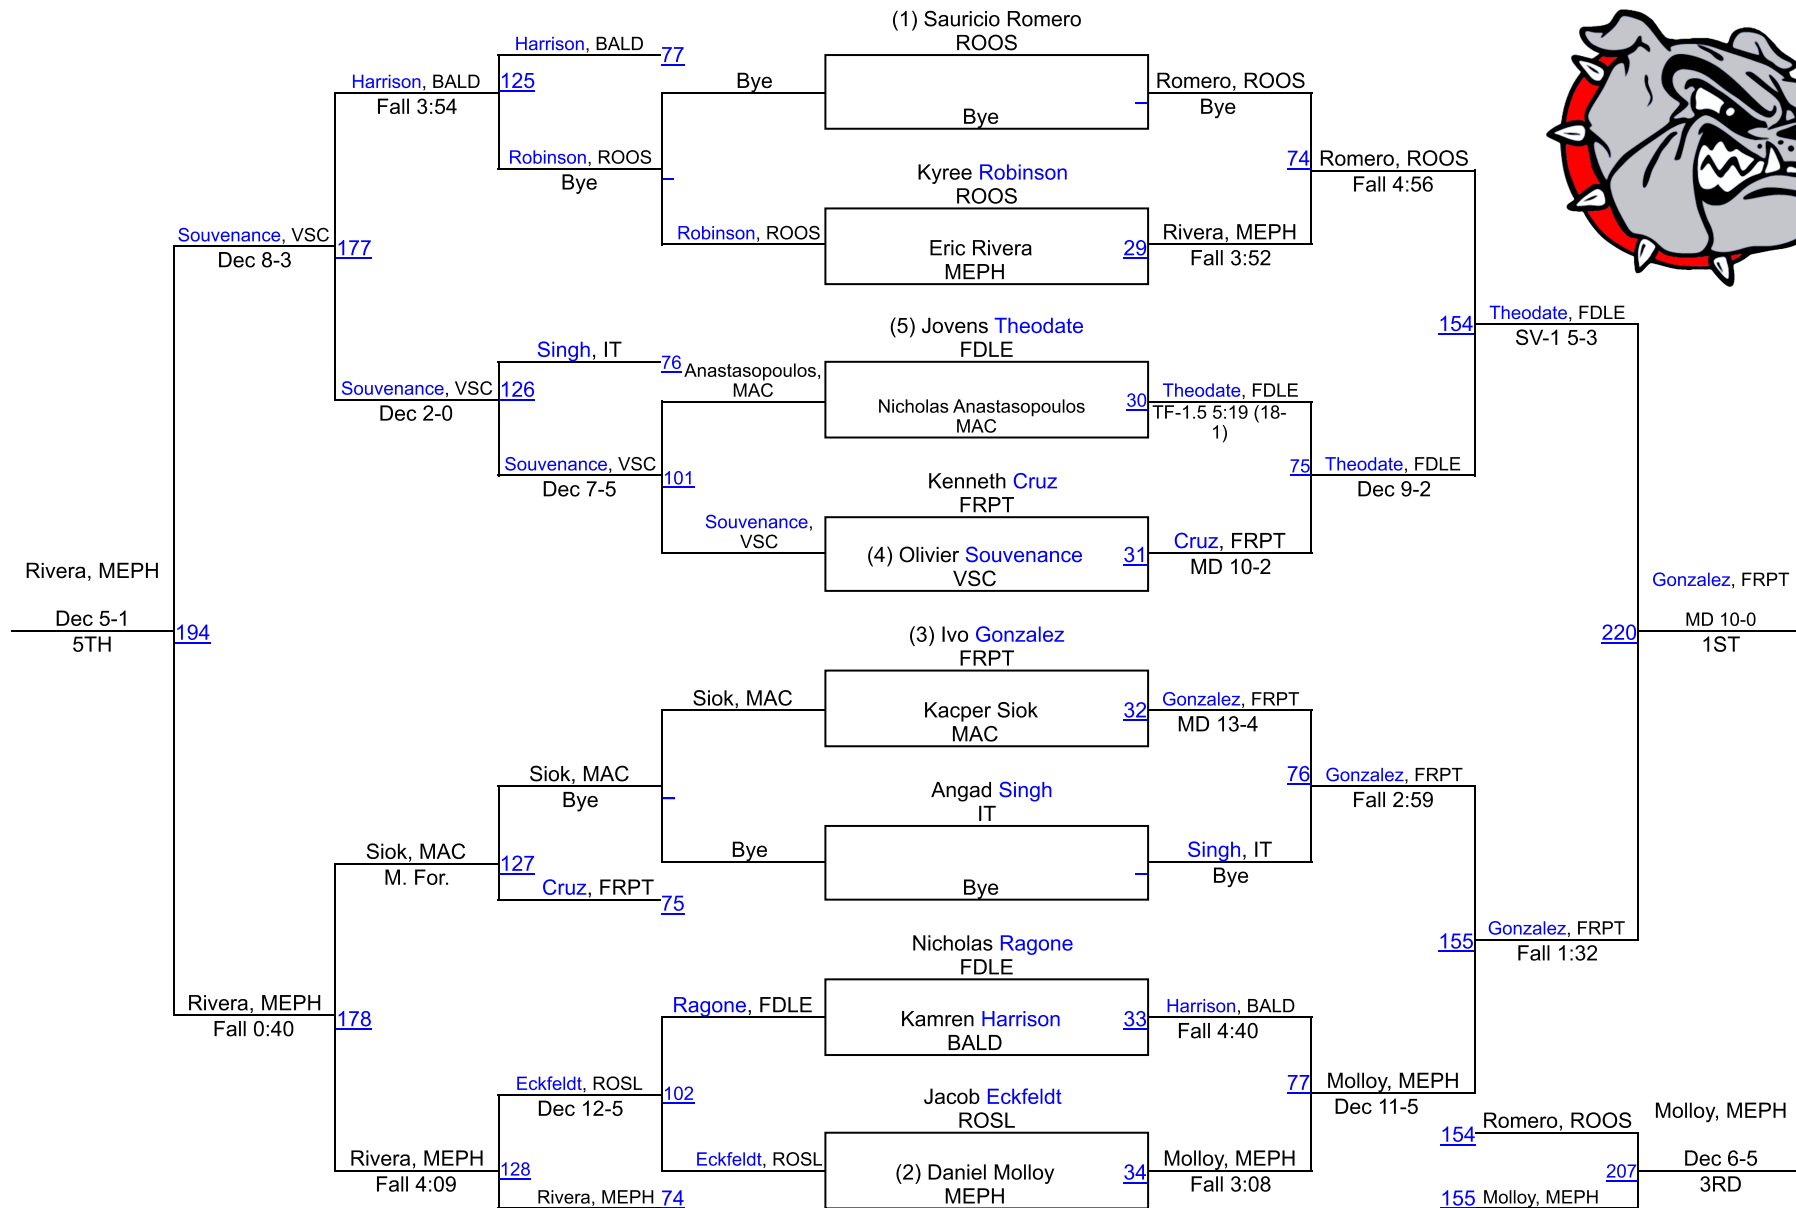 (1) Sauricio Romero
ROOS
Bye
Harrison, BALD
77
Harrison, BALD
125
Fall 3:54
Bye
Romero, ROOS
Bye
Robinson, ROOS
Bye
Kyree Robinson
ROOS
74
Romero, ROOS
Fall 4:56
Robinson, ROOS
Eric Rivera
MEPH
29
Rivera, MEPH
Fall 3:52
Souvenance, VSC
177
Dec 8-3
(5) Jovens Theodate
FDLE
154
Theodate, FDLE
SV-1 5-3
Singh, IT
76
Anastasopoulos,
MAC
Nicholas Anastasopoulos
MAC
30
Theodate, FDLE
TF-1.5 5:19 (18-
1)
Souvenance, VSC
126
Dec 2-0
Souvenance, VSC
101
Dec 7-5
Kenneth Cruz
FRPT
75
Theodate, FDLE
Dec 9-2
Souvenance,
VSC
(4) Olivier Souvenance
VSC
31
Cruz, FRPT
MD 10-2
Rivera, MEPH
Dec 5-1
5TH
194
Gonzalez, FRPT
220
MD 10-0
1ST
(3) Ivo Gonzalez
FRPT
Siok, MAC
Kacper Siok
MAC
32
Gonzalez, FRPT
MD 13-4
Siok, MAC
Bye
Angad Singh
IT
76
Gonzalez, FRPT
Fall 2:59
Bye
Bye
Singh, IT
Bye
Siok, MAC
127
M. For.
Cruz, FRPT
75
155
Gonzalez, FRPT
Fall 1:32
Nicholas Ragone
FDLE
Ragone, FDLE
Kamren Harrison
BALD
33
Harrison, BALD
Fall 4:40
Rivera, MEPH
178
Fall 0:40
Eckfeldt, ROSL
102
Dec 12-5
Jacob Eckfeldt
ROSL
77
Molloy, MEPH
Dec 11-5
Eckfeldt, ROSL
(2) Daniel Molloy
MEPH
34
Molloy, MEPH
Fall 3:08
Rivera, MEPH
128
Fall 4:09
Rivera, MEPH
74
154
Romero, ROOS
Molloy, MEPH
207
Dec 6-5
3RD
155
Molloy, MEPH